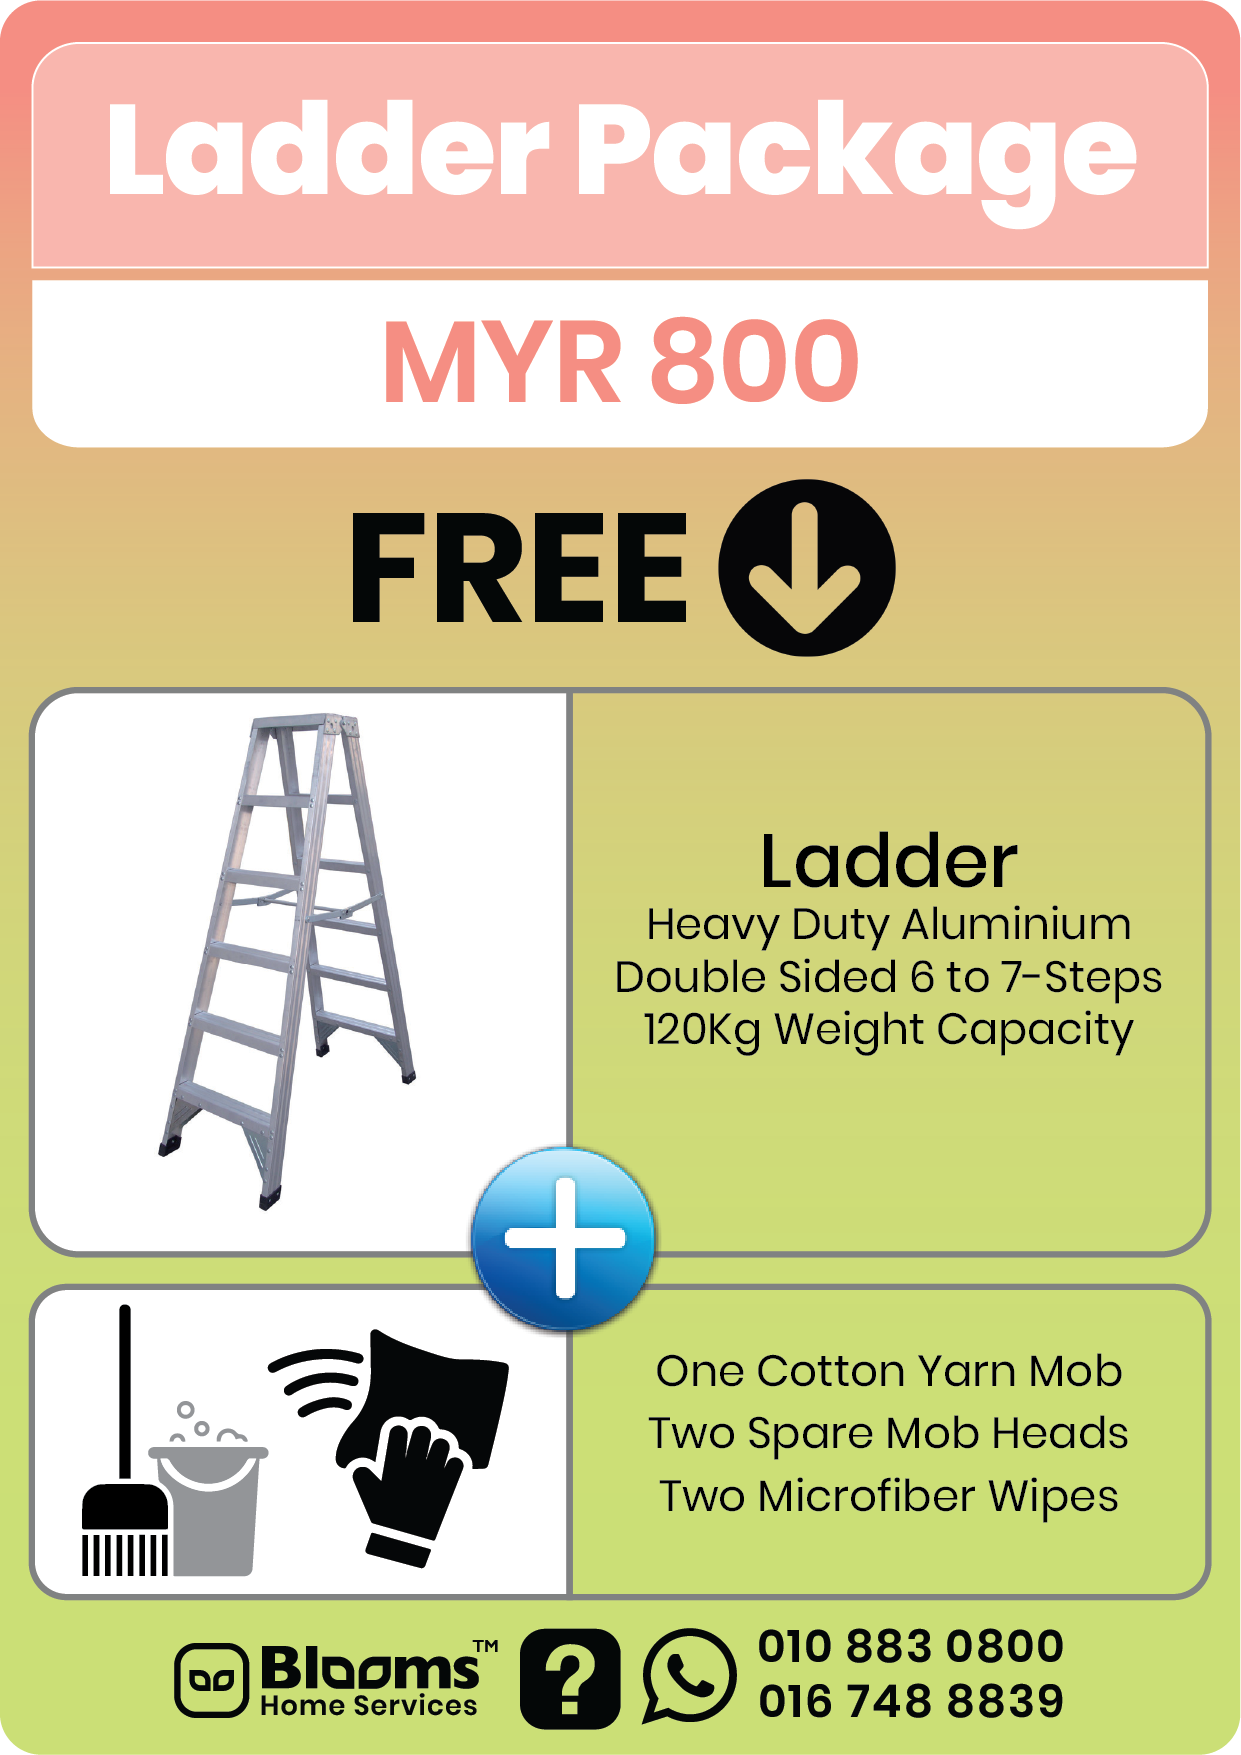 Ladder Package
MYR 800
FREE
Ladder
Heavy Duty Aluminium
Double Sided 6 to 7-Steps
120Kg Weight Capacity
One Cotton Yarn Mob
Two Spare Mob Heads
Two Microfiber Wipes
Blooms™
Home Services
?
010 883 0800
016 748 8839